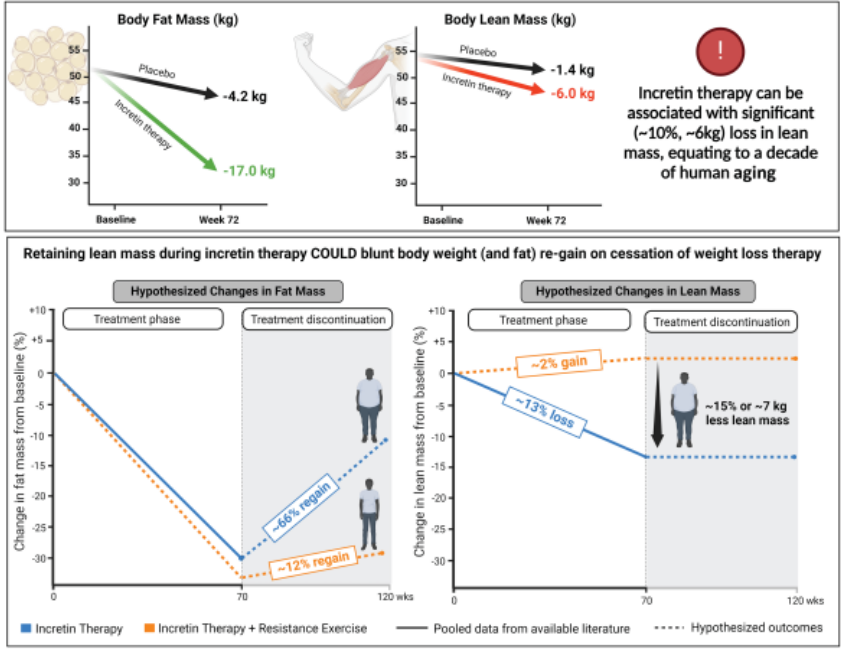 Body Fat Mass (kg)
55
50
45
40
35
30
Placebo
Incretin therapy
-4.2 kg
-17.0 kg
Baseline
Week 72
Body Lean Mass (kg)
55
50
45
40
35
30
Placebo
Incretin therapy
-1.4 kg
-6.0 kg
Baseline
Week 72
!
Incretin therapy can be
associated with significant
(~10%, ~6kg) loss in lean
mass, equating to a decade
of human aging
Retaining lean mass during incretin therapy COULD blunt body weight (and fat) re-gain on cessation of weight loss therapy
Hypothesized Changes in Fat Mass
Change in fat mass from baseline (%)
+10
+5
0
-5
-10
-15
-20
-25
-30
Treatment phase
Treatment discontinuation
~66% regain
~12% regain
0
70
120 wks
Hypothesized Changes in Lean Mass
Change in lean mass from baseline (%)
+10
+5
0
-5
-10
-15
-20
-25
-30
Treatment phase
Treatment discontinuation
~2% gain
~13% loss
~15% or ~7 kg
less lean mass
0
70
120 wks
Incretin Therapy
Incretin Therapy + Resistance Exercise
Pooled data from available literature
Hypothesized outcomes